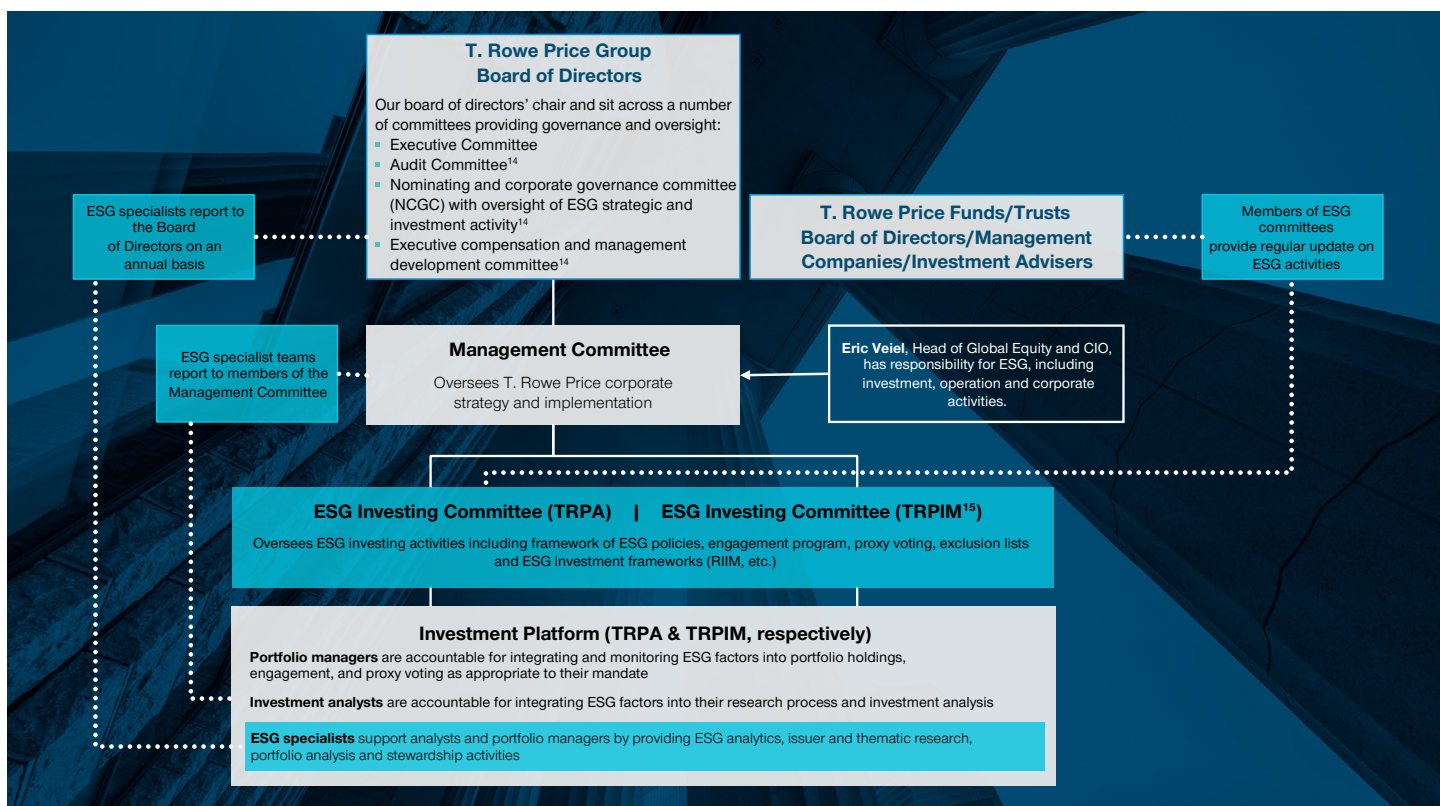 T. Rowe Price Group
Board of Directors
Our board of directors’ chair and sit across a number
of committees providing governance and oversight:
▪ Executive Committee
▪ Audit Committee¹⁴
▪ Nominating and corporate governance committee
(NCGC) with oversight of ESG strategic and
investment activity¹⁴
▪ Executive compensation and management
development committee¹⁴
ESG specialists report to
the Board
of Directors on an
annual basis
T. Rowe Price Funds/Trusts
Board of Directors/Management
Companies/Investment Advisers
Members of ESG
committees
provide regular update on
ESG activities
ESG specialist teams
report to members of the
Management Committee
Management Committee
Oversees T. Rowe Price corporate
strategy and implementation
Eric Veiel, Head of Global Equity and CIO,
has responsibility for ESG, including
investment, operation and corporate
activities.
ESG Investing Committee (TRPA) | ESG Investing Committee (TRPIM¹⁵)
Oversees ESG investing activities including framework of ESG policies, engagement program, proxy voting, exclusion lists
and ESG investment frameworks (RIIM, etc.)
Investment Platform (TRPA & TRPIM, respectively)
Portfolio managers are accountable for integrating and monitoring ESG factors into portfolio holdings,
engagement, and proxy voting as appropriate to their mandate
Investment analysts are accountable for integrating ESG factors into their research process and investment analysis
ESG specialists support analysts and portfolio managers by providing ESG analytics, issuer and thematic research,
portfolio analysis and stewardship activities